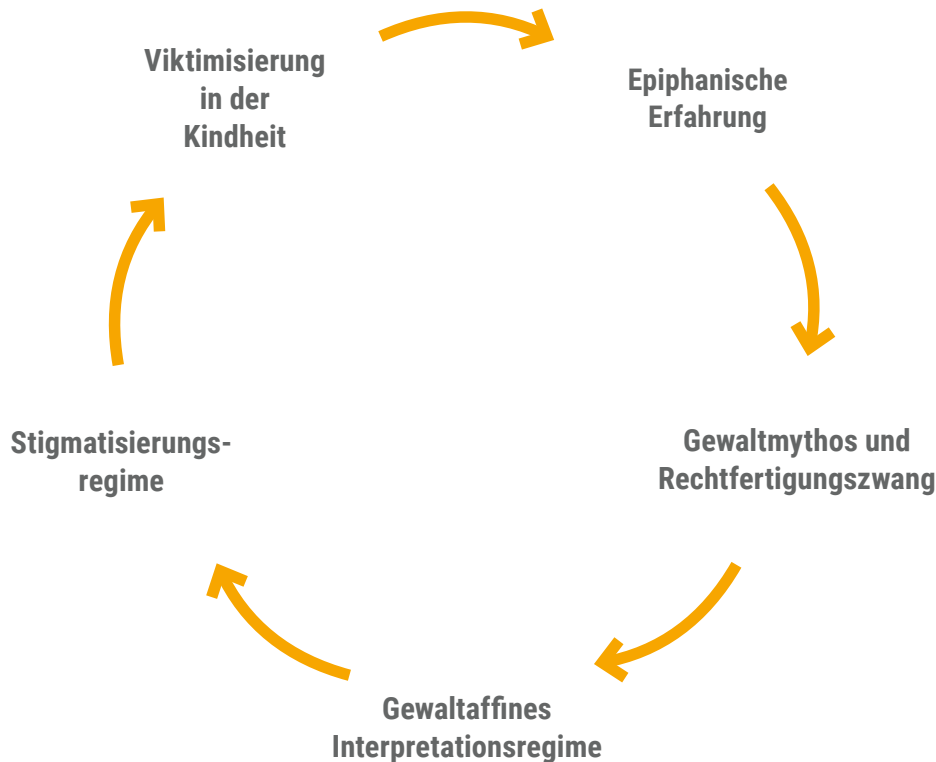 Viktimisierung
in der
Kindheit
Epiphanische
Erfahrung
Gewaltmythos und
Rechtfertigungszwang
Gewaltaffines
Interpretationsregime
Stigmatisierungs-
regime